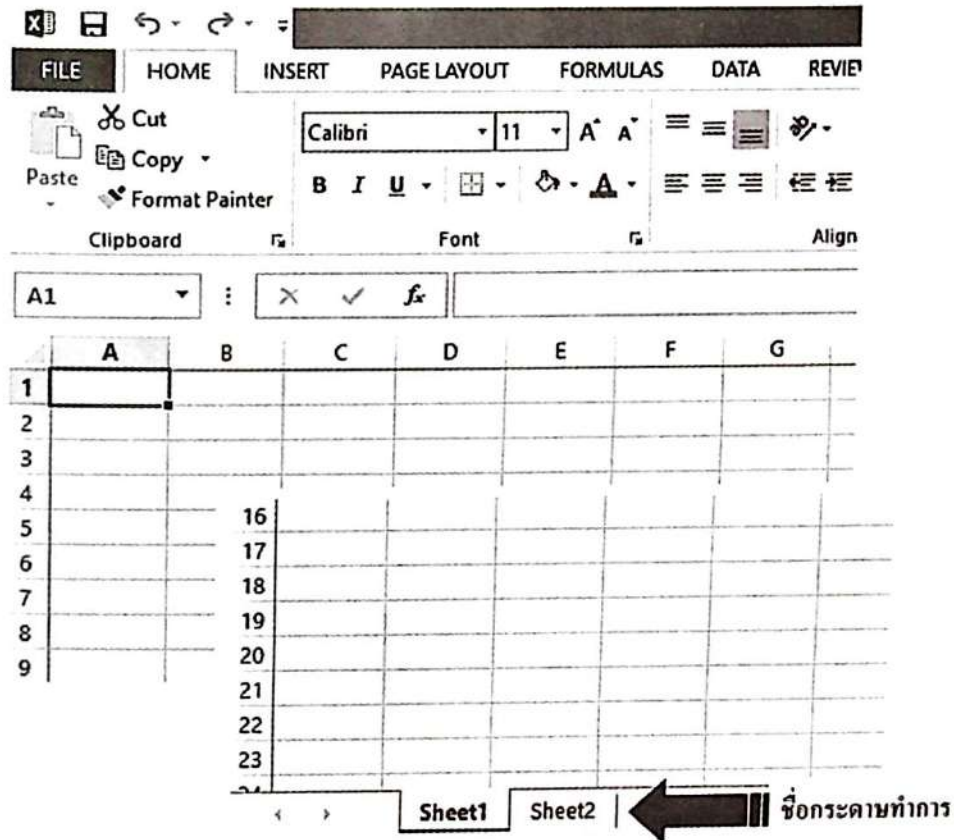 FILE HOME INSERT PAGE LAYOUT FORMULAS DATA REVIEW
Cut
Copy
Paste
Format Painter
Calibri 11 A A
B I U A
Clipboard Font Align
A1 fx
A B C D E F G
1
2
3
4
5
6
7
8
9
16
17
18
19
20
21
22
23
24
Sheet1 Sheet2 ชื่อกระดาษทำการ